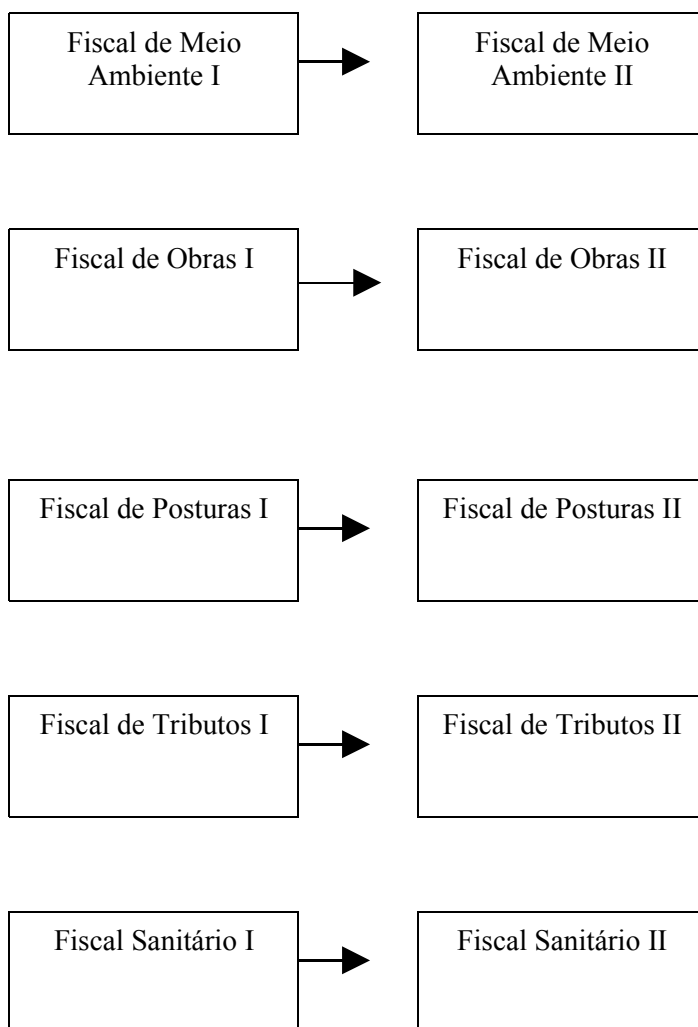 Fiscal de Meio
Ambiente I
Fiscal de Meio
Ambiente II
Fiscal de Obras I
Fiscal de Obras II
Fiscal de Posturas I
Fiscal de Posturas II
Fiscal de Tributos I
Fiscal de Tributos II
Fiscal Sanitário I
Fiscal Sanitário II